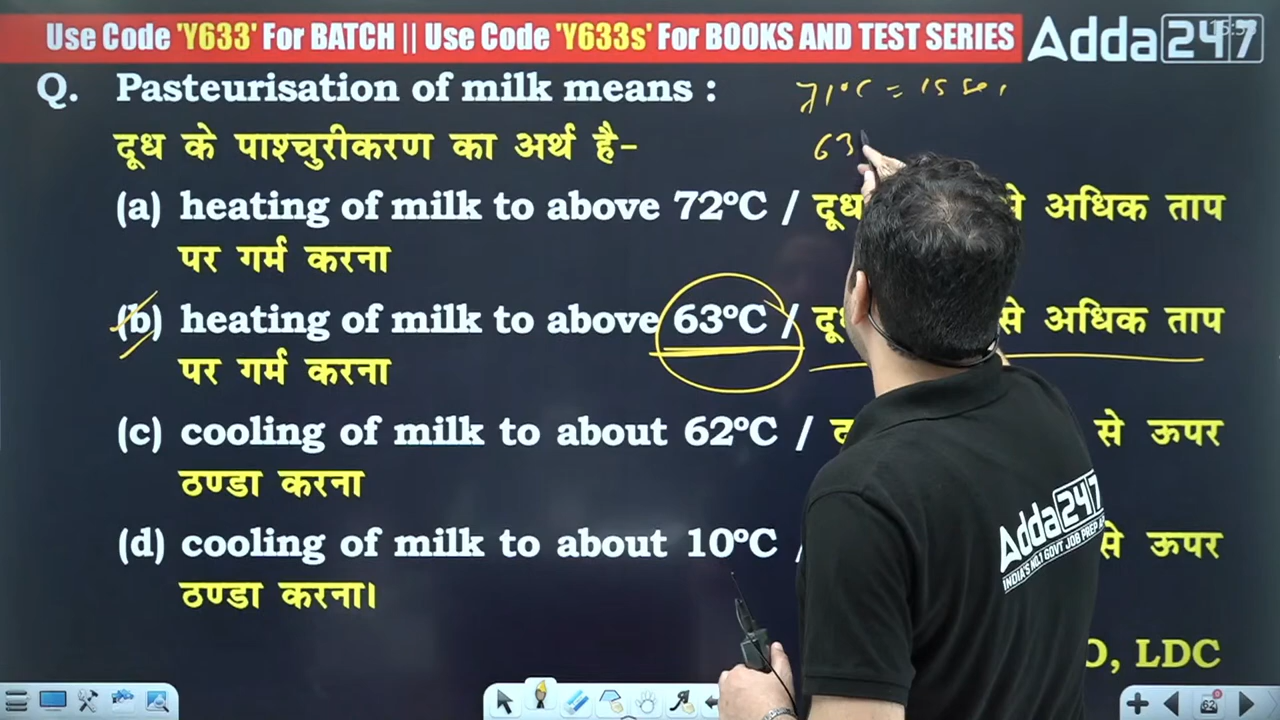 Use Code 'Y633' For BATCH || Use Code 'Y633s' For BOOKS AND TEST SERIES
Adda247
Q. Pasteurisation of milk means :
71°C = 15 Sec
दूध के पाश्चुरीकरण का अर्थ है-
63
(a) heating of milk to above 72°C / दूध से अधिक ताप
पर गर्म करना
(b) heating of milk to above 63°C / से अधिक ताप
पर गर्म करना
(c) cooling of milk to about 62°C / से ऊपर
ठण्डा करना
(d) cooling of milk to about 10°C / से ऊपर
ठण्डा करना।
Adda247
INDIA'S NO.1 GOVT JOB PREP
LDC
62